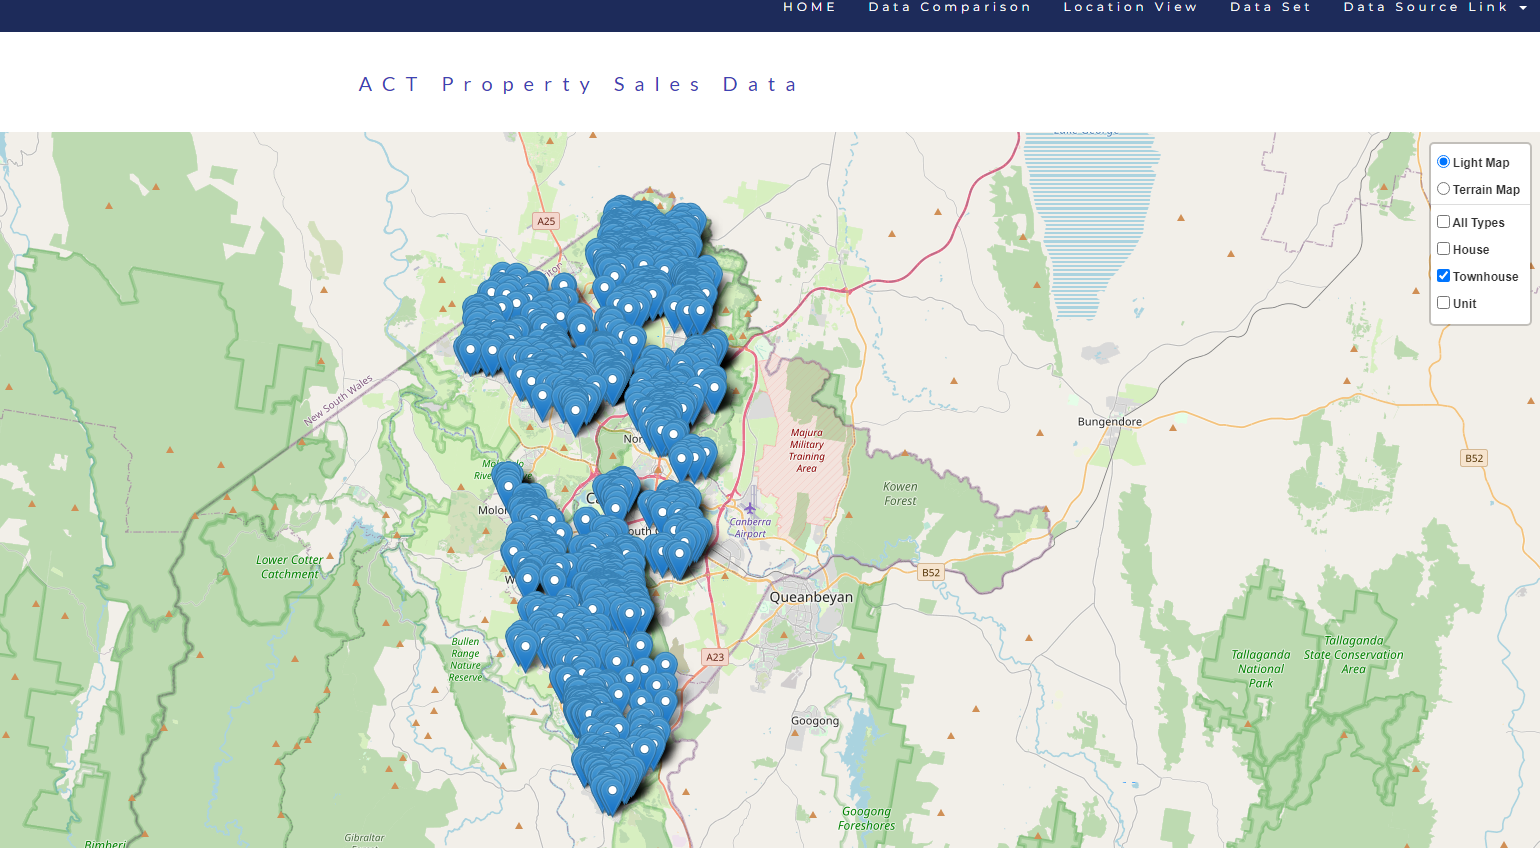 HOME Data Comparison Location View Data Set Data Source Link
ACT Property Sales Data
Lake George
Light Map
Terrain Map
All Types
House
Townhouse
Unit
A25
New South Wales
Bungendore
Majura
Military
Training
Area
B52
Kowen
Forest
Canberra
Airport
Lower Cotter
Catchment
B52
Queanbeyan
Bullen
Range
Nature
Reserve
A23
Tallaganda
National
Park
Tallaganda
State Conservation
Area
Googong
Googong
Foreshores
Gibraltar
Bimberi